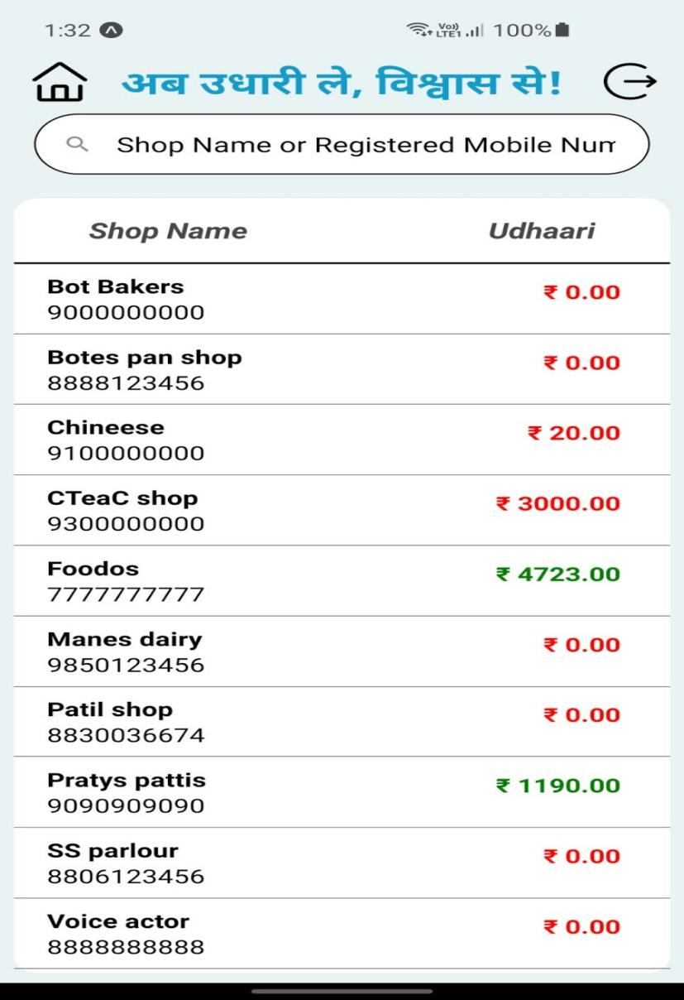 1:32 Vo)) LTE1 100%
अब उधारी ले, विश्वास से!
Shop Name or Registered Mobile Num
Shop Name Udhaari
Bot Bakers ₹ 0.00
9000000000
Botes pan shop ₹ 0.00
8888123456
Chineese ₹ 20.00
9100000000
CTeaC shop ₹ 3000.00
9300000000
Foodos ₹ 4723.00
7777777777
Manes dairy ₹ 0.00
9850123456
Patil shop ₹ 0.00
8830036674
Pratys pattis ₹ 1190.00
9090909090
SS parlour ₹ 0.00
8806123456
Voice actor ₹ 0.00
8888888888